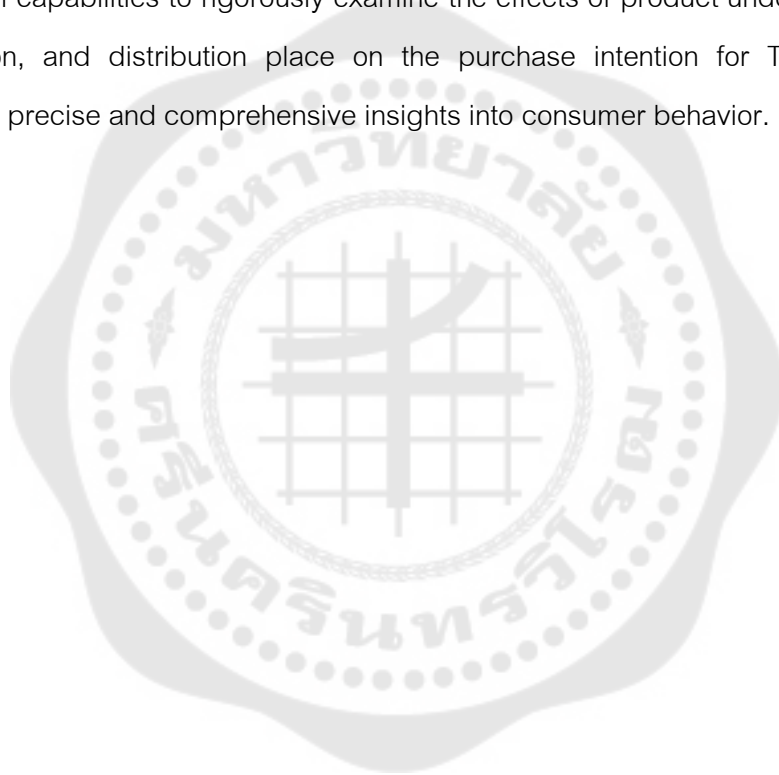 capabilities to rigorously examine the effects of product unde
on, and distribution place on the purchase intention for T
precise and comprehensive insights into consumer behavior.
มหาวิทยาลัย
ศรีนครินทรวิโรฒ